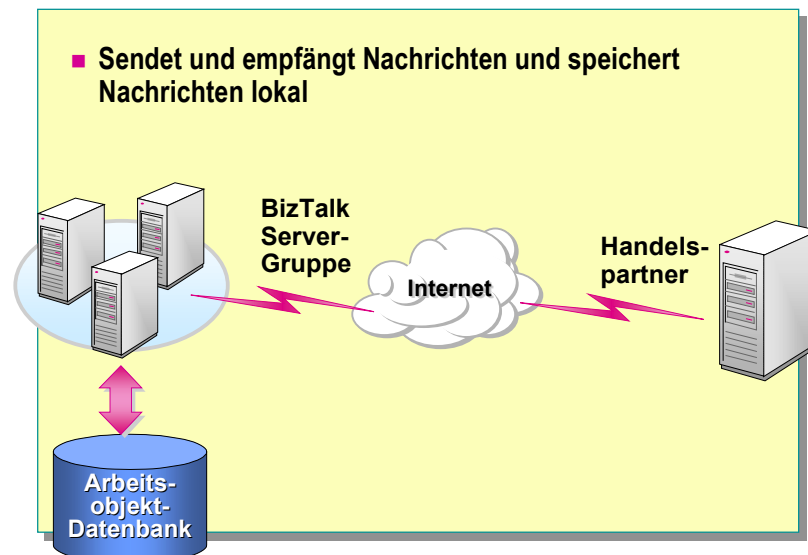 Sendet und empfängt Nachrichten und speichert
Nachrichten lokal
BizTalk
Server-
Gruppe
Internet
Handels-
partner
Arbeits-
objekt-
Datenbank